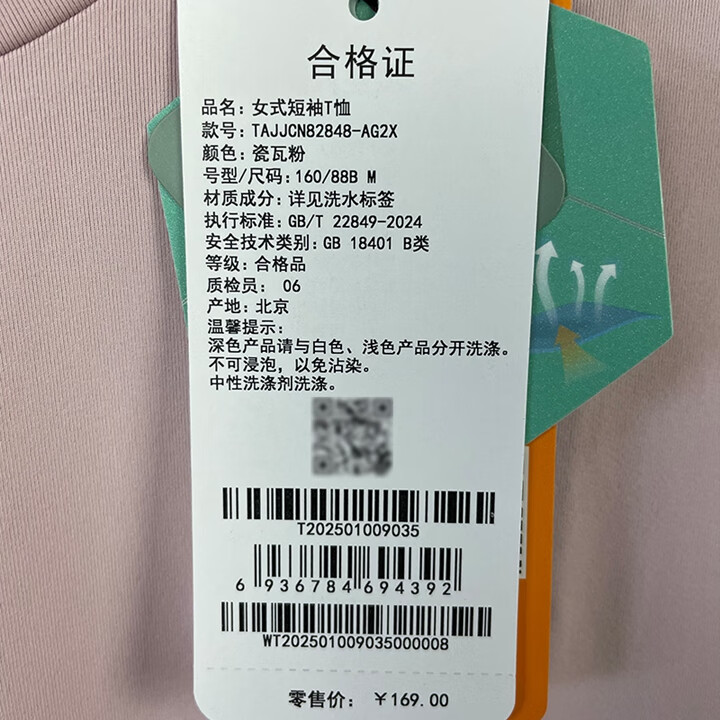 合格证
品名：女式短袖T恤
款号：TAJJCN82848-AG2X
颜色：瓷瓦粉
号型/尺码：160/88B M
材质成分：详见洗水标签
执行标准：GB/T 22849-2024
安全技术类别：GB 18401 B类
等级：合格品
质检员： 06
产地：北京
温馨提示：
深色产品请与白色、浅色产品分开洗涤。
不可浸泡，以免沾染。
中性洗涤剂洗涤。
T202501009035
6 936784 694392
WT202501009035000008
零售价： ￥169.00